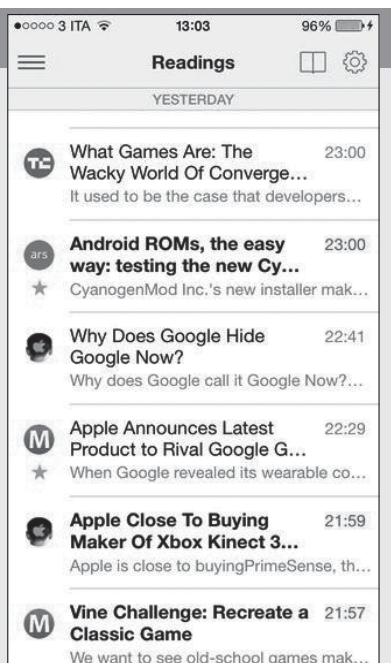 3 ITA 13:03 96%
Readings
YESTERDAY
TC What Games Are: The 23:00
Wacky World Of Converge...
It used to be the case that developers...
ars Android ROMs, the easy 23:00
way: testing the new Cy...
CyanogenMod Inc.'s new installer mak...
Why Does Google Hide 22:41
Google Now?
Why does Google call it Google Now?...
M Apple Announces Latest 22:29
Product to Rival Google G...
When Google revealed its wearable co...
Apple Close To Buying 21:59
Maker Of Xbox Kinect 3...
Apple is close to buyingPrimeSense, th...
M Vine Challenge: Recreate a 21:57
Classic Game
We want to see old-school games mak...